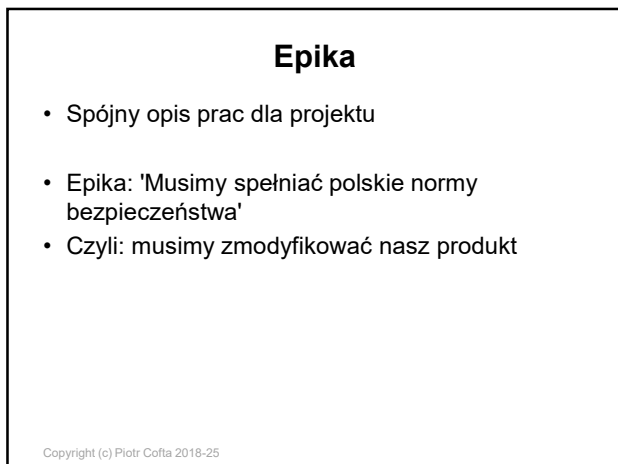 Epika
• Spójny opis prac dla projektu
• Epika: 'Musimy spełniać polskie normy
bezpieczeństwa'
• Czyli: musimy zmodyfikować nasz produkt
Copyright (c) Piotr Cofta 2018-25